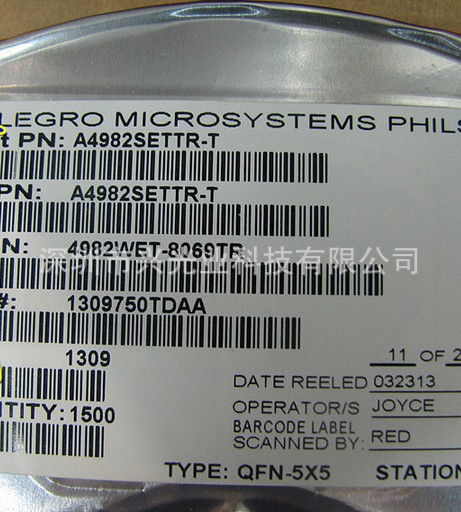 LEGRO MICROSYSTEMS PHILS
t PN: A4982SETTR-T
PN: A4982SETTR-T
N: 4982WET-8069TR
深圳市兴光业科技有限公司
#: 1309750TDAA
1309
11 OF 2
DATE REELED 032313
NTITY: 1500
OPERATOR/S JOYCE
BARCODE LABEL
SCANNED BY: RED
TYPE: QFN-5X5 STATION